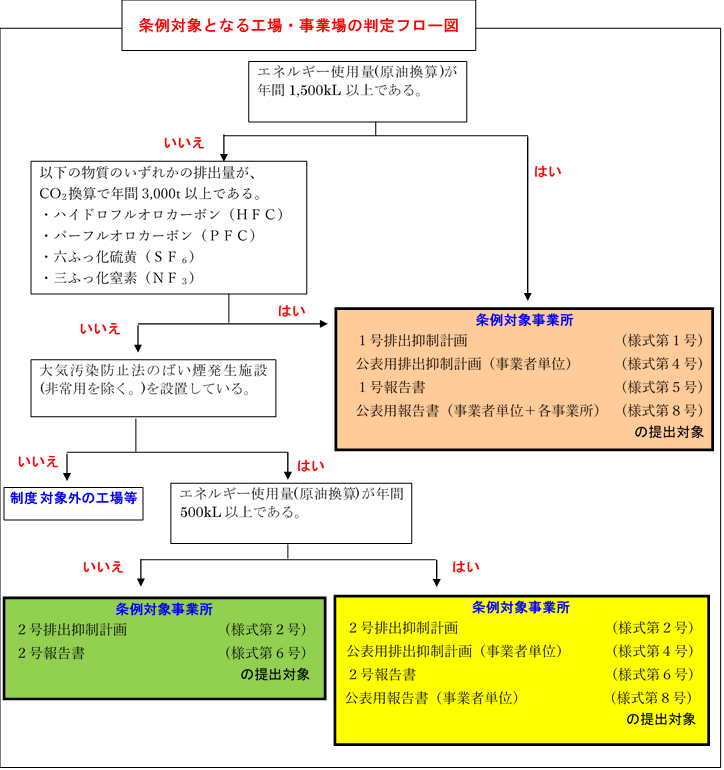 条例対象となる工場・事業場の判定フロー図
エネルギー使用量(原油換算)が
年間1,500kL以上である。
いいえ
はい
以下の物質のいずれかの排出量が、
CO₂換算で年間3,000t以上である。
・ハイドロフルオロカーボン（ＨＦＣ）
・パーフルオロカーボン（ＰＦＣ）
・六ふっ化硫黄（ＳＦ₆）
・三ふっ化窒素（ＮＦ₃）
はい
いいえ
条例対象事業所
１号排出抑制計画　（様式第１号）
公表用排出抑制計画（事業者単位）　（様式第４号）
１号報告書　（様式第５号）
公表用報告書（事業者単位＋各事業所）　（様式第８号）
の提出対象
大気汚染防止法のばい煙発生施設
(非常用を除く。)を設置している。
いいえ
はい
制度対象外の工場等
エネルギー使用量(原油換算)が年間
500kL以上である。
いいえ
はい
条例対象事業所
２号排出抑制計画　（様式第２号）
２号報告書　（様式第６号）
の提出対象
条例対象事業所
２号排出抑制計画　（様式第２号）
公表用排出抑制計画（事業者単位）　（様式第４号）
２号報告書　（様式第６号）
公表用報告書（事業者単位）　（様式第８号）
の提出対象